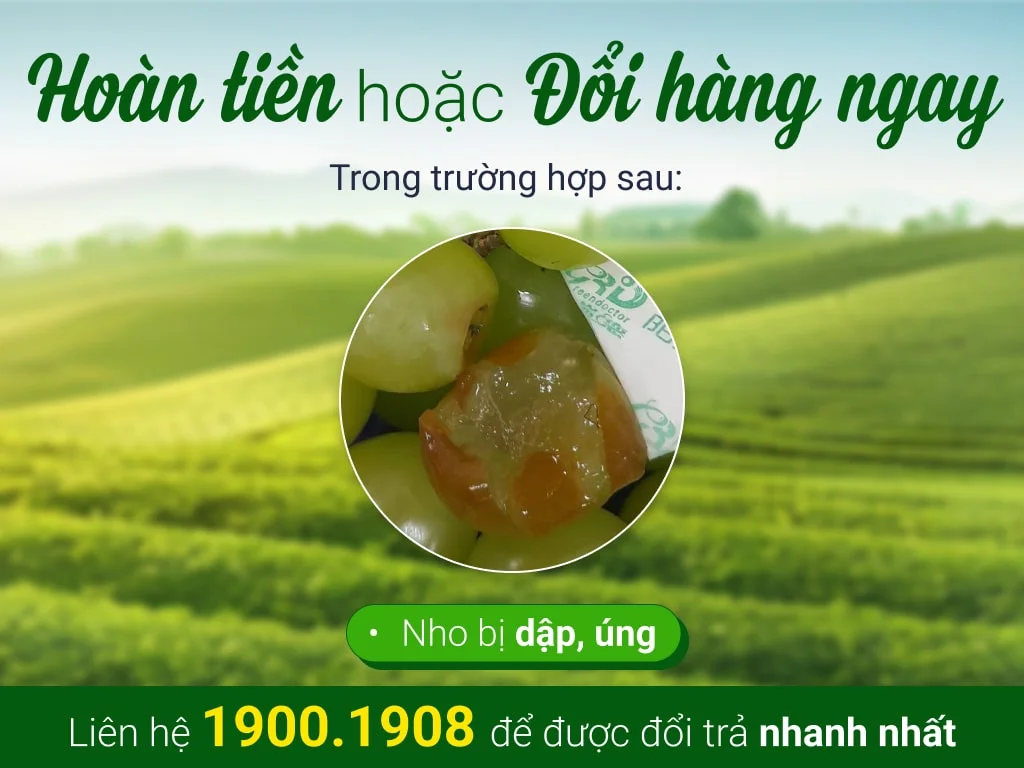 Hoàn tiền hoặc Đổi hàng ngay
Trong trường hợp sau:
reendoctor
• Nho bị dập, úng
Liên hệ 1900.1908 để được đổi trả nhanh nhất